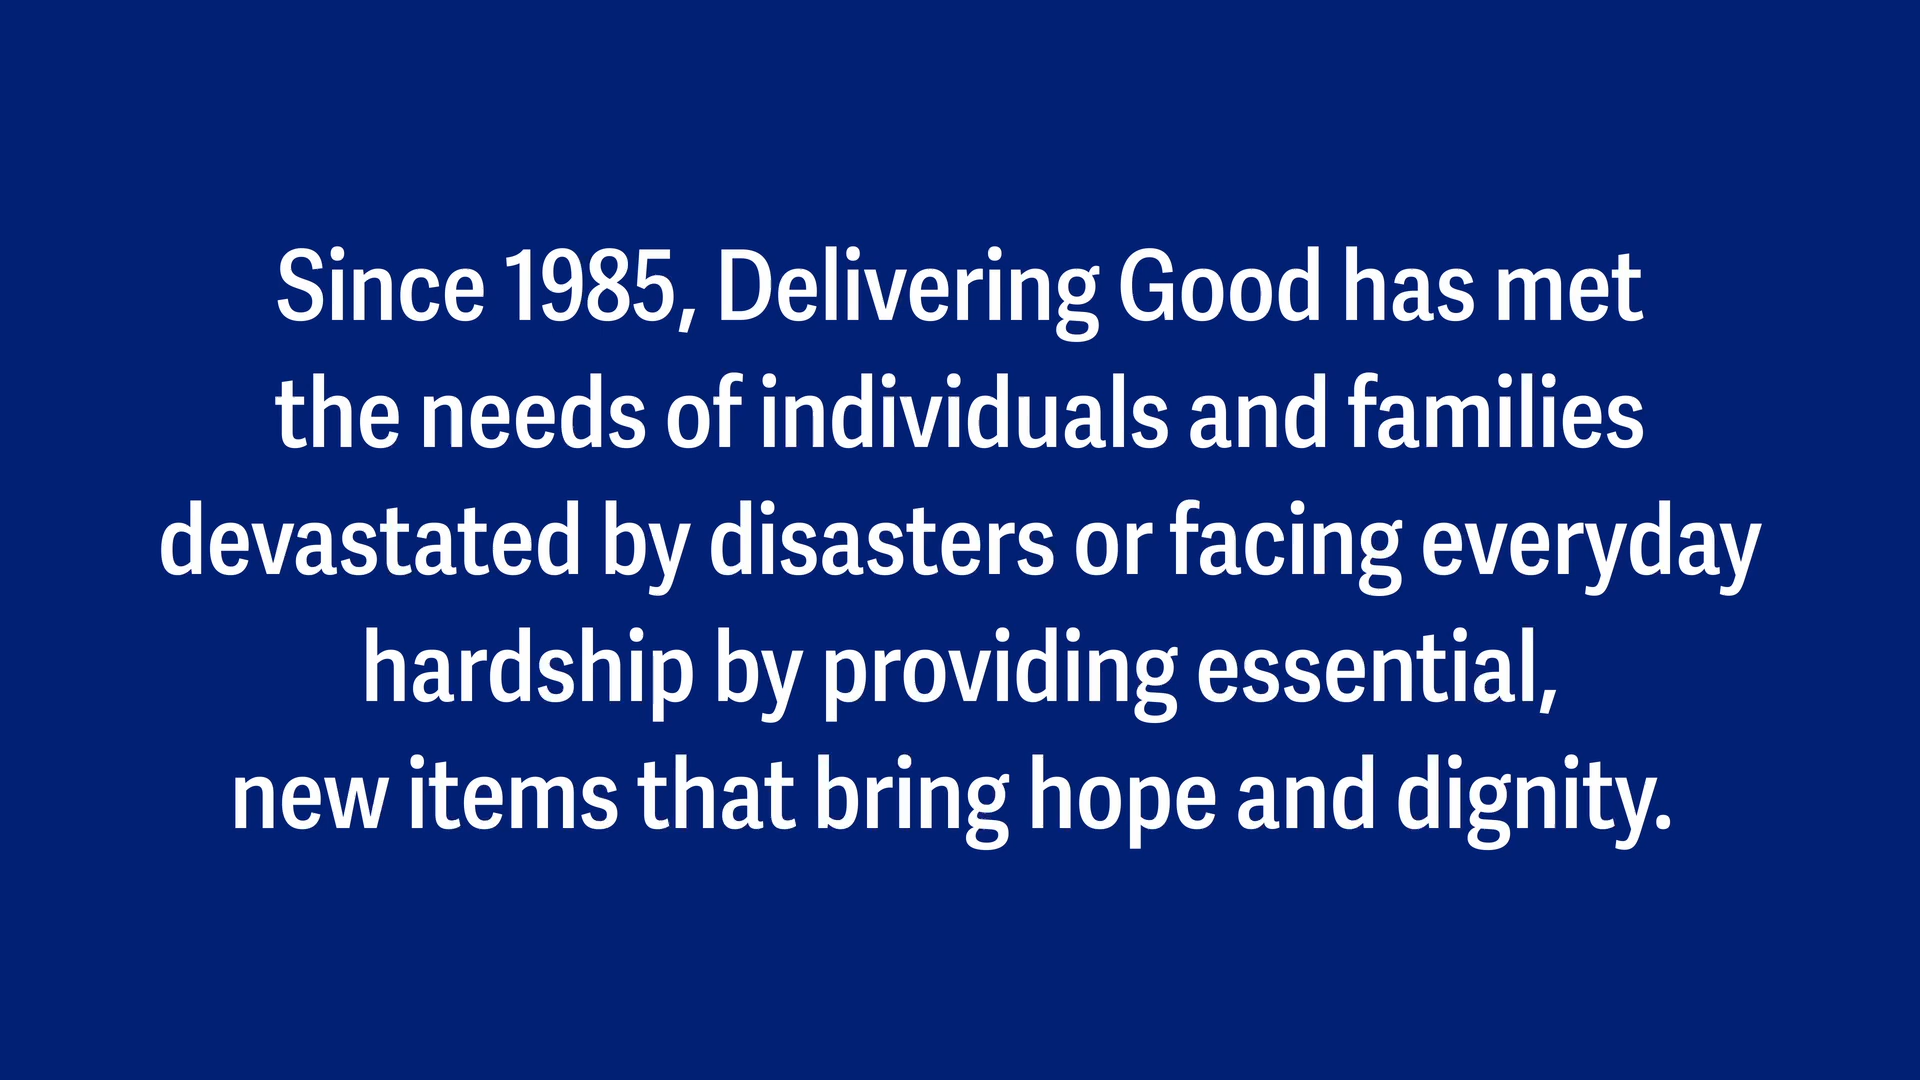 Since 1985, Delivering Good has met
the needs of individuals and families
devastated by disasters or facing everyday
hardship by providing essential,
new items that bring hope and dignity.